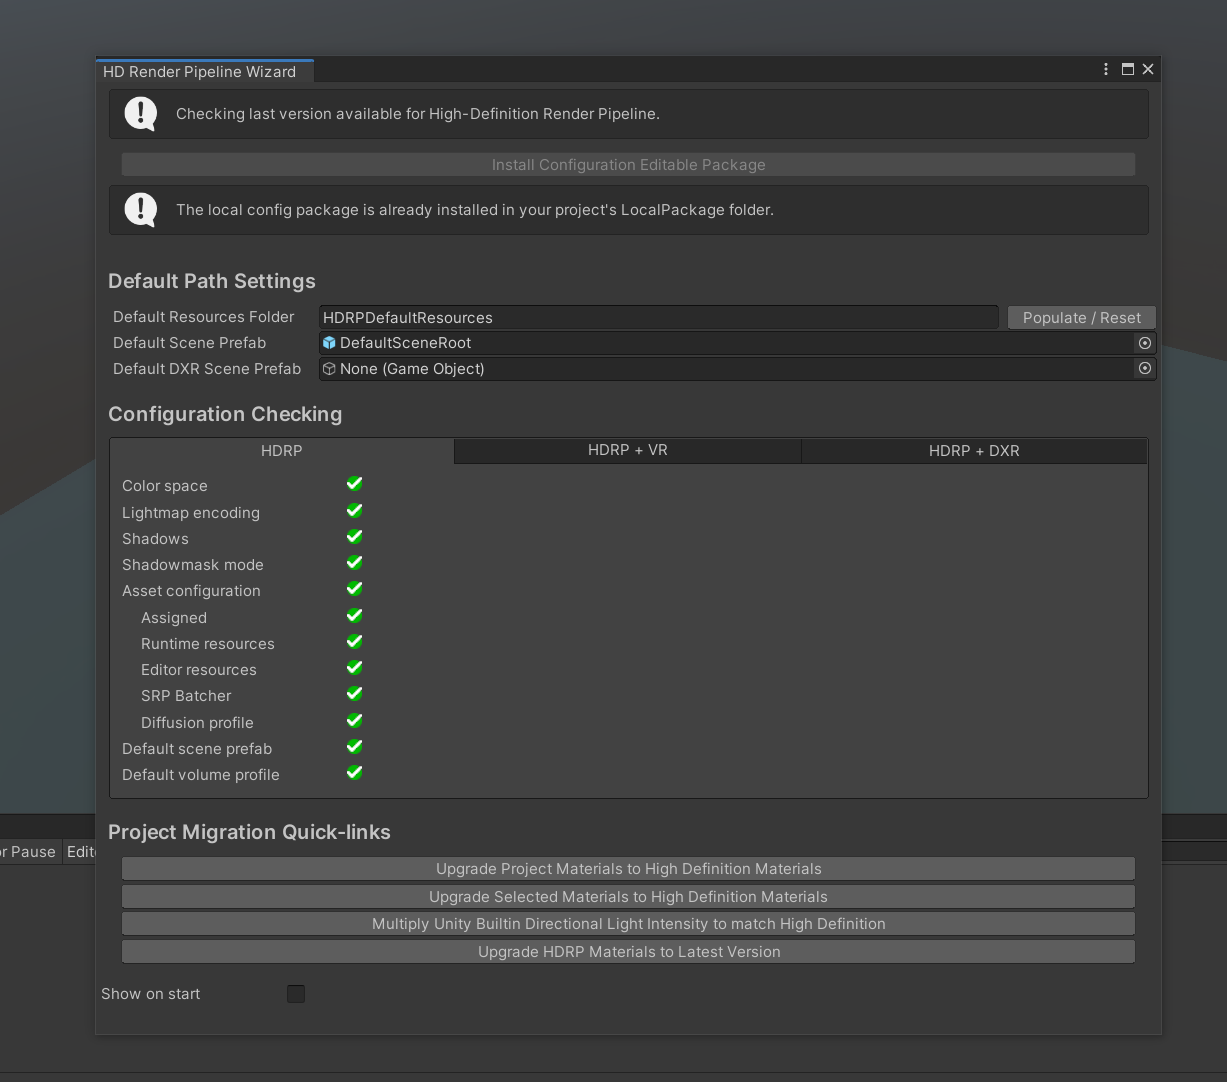 HD Render Pipeline Wizard
Checking last version available for High-Definition Render Pipeline.
Install Configuration Editable Package
The local config package is already installed in your project's LocalPackage folder.
Default Path Settings
Default Resources Folder HDRPDefaultResources Populate / Reset
Default Scene Prefab DefaultSceneRoot
Default DXR Scene Prefab None (Game Object)
Configuration Checking
HDRP HDRP + VR HDRP + DXR
Color space
Lightmap encoding
Shadows
Shadowmask mode
Asset configuration
Assigned
Runtime resources
Editor resources
SRP Batcher
Diffusion profile
Default scene prefab
Default volume profile
Project Migration Quick-links
or Pause Edit
Upgrade Project Materials to High Definition Materials
Upgrade Selected Materials to High Definition Materials
Multiply Unity Builtin Directional Light Intensity to match High Definition
Upgrade HDRP Materials to Latest Version
Show on start